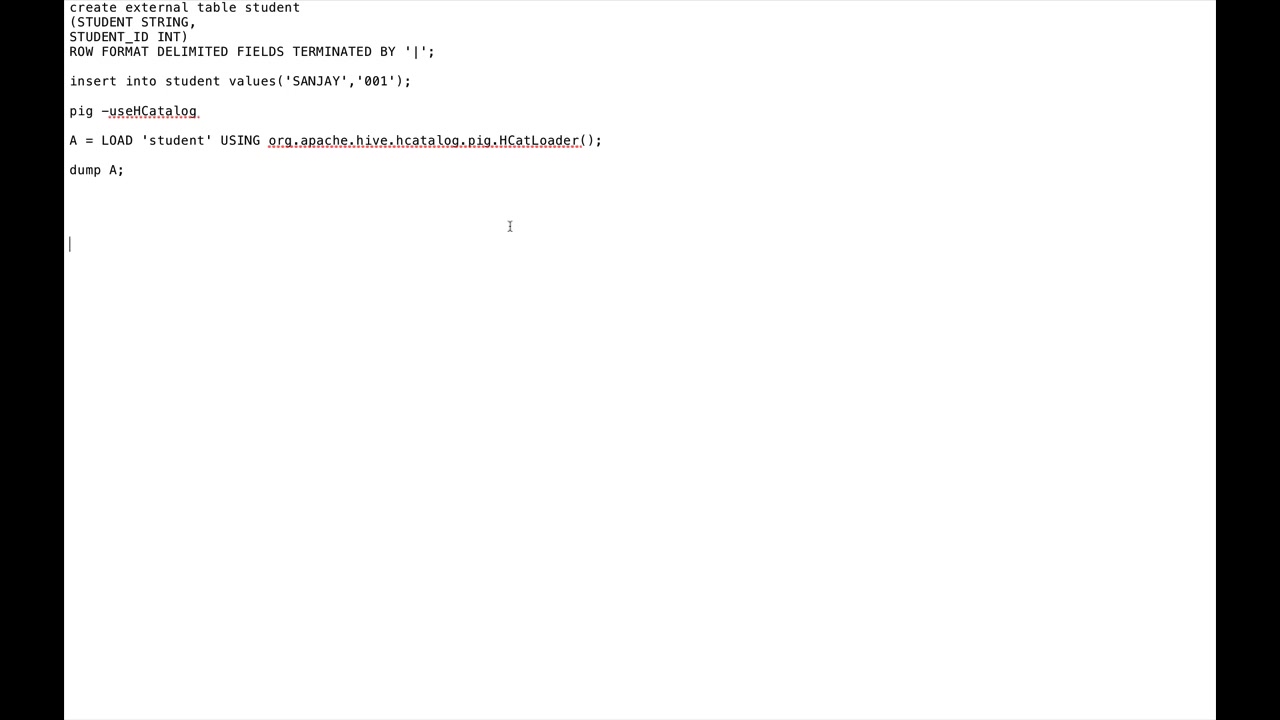 create external table student
(STUDENT STRING,
STUDENT_ID INT)
ROW FORMAT DELIMITED FIELDS TERMINATED BY '|';
insert into student values('SANJAY','001');
pig -useHCatalog
A = LOAD 'student' USING org.apache.hive.hcatalog.pig.HCatLoader();
dump A;